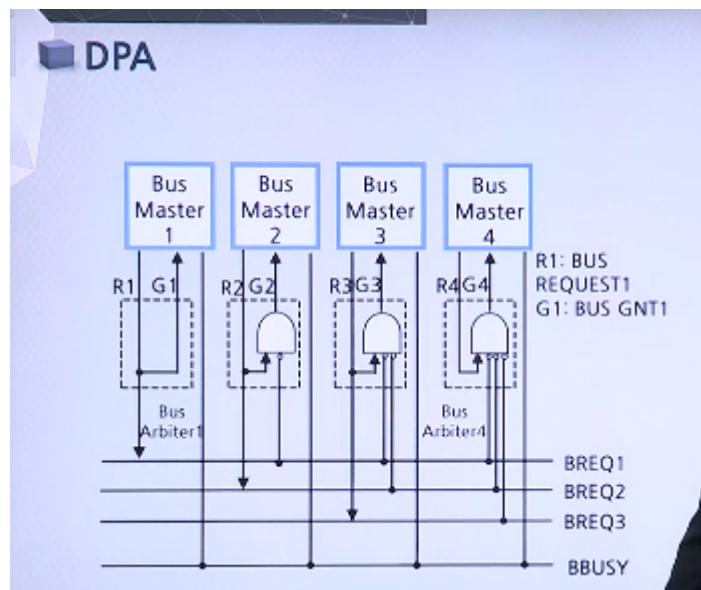 DPA
Bus
Master
1
Bus
Master
2
Bus
Master
3
Bus
Master
4
R1: BUS
REQUEST1
G1: BUS GNT1
R1
G1
R2
G2
R3
G3
R4
G4
Bus
Arbiter1
Bus
Arbiter4
BREQ1
BREQ2
BREQ3
BBUSY